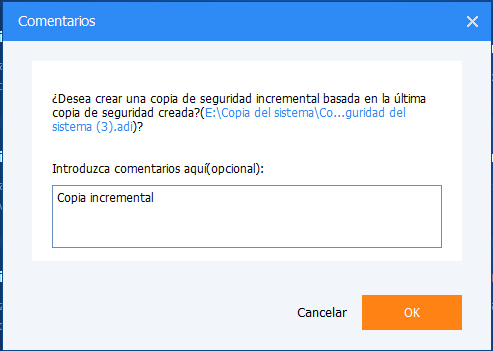 Comentarios
¿Desea crear una copia de seguridad incremental basada en la última
copia de seguridad creada?(E:\Copia del sistema\Co...guridad del
sistema (3).adi)?
Introduzca comentarios aquí(opcional):
Copia incremental
Cancelar
OK